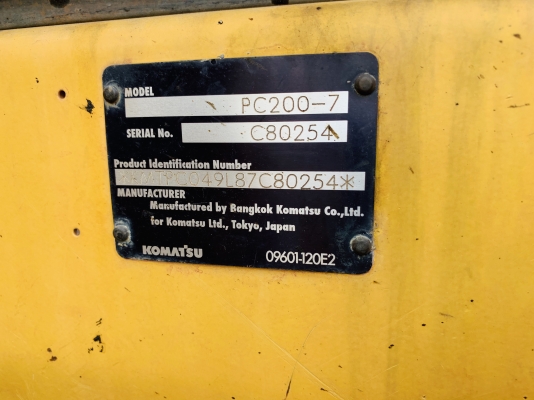 MODEL
PC200-7
SERIAL No.
C80254
Product Identification Number
MANUFACTURER
Manufactured by Bangkok Komatsu Co.,Ltd.
for Komatsu Ltd., Tokyo, Japan
KOMATSU
09601-120E2